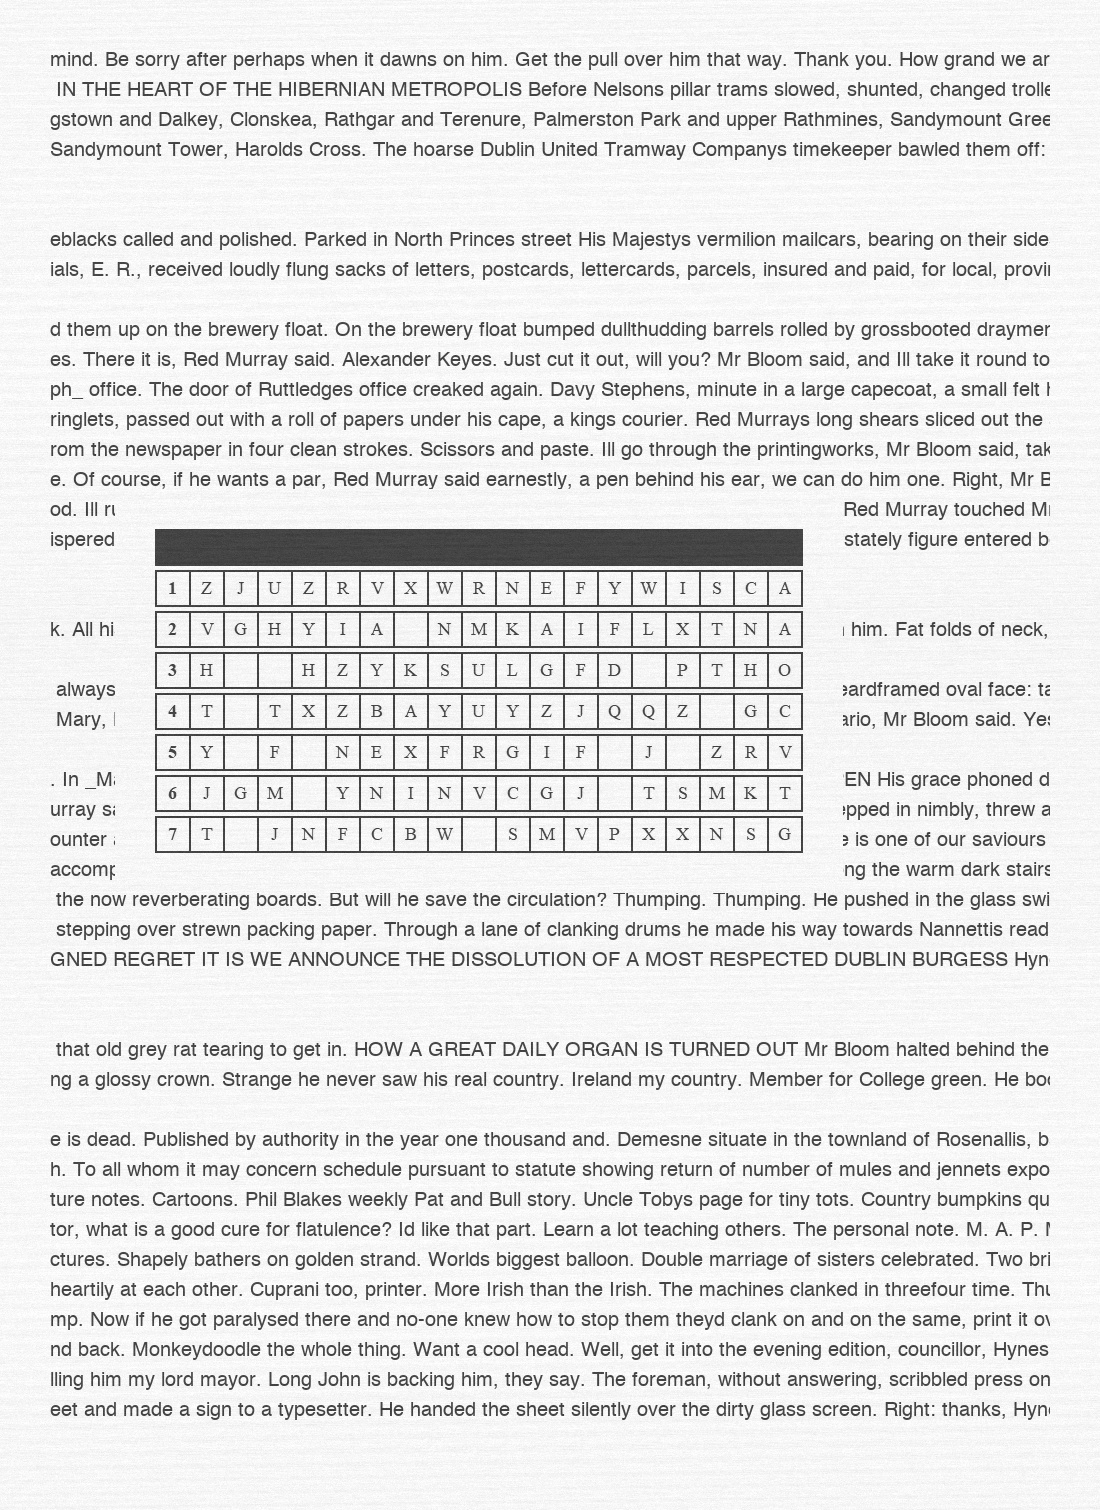 mind. Be sorry after perhaps when it dawns on him. Get the pull over him that way. Thank you. How grand we ar
IN THE HEART OF THE HIBERNIAN METROPOLIS Before Nelsons pillar trams slowed, shunted, changed trolle
gstown and Dalkey, Clonskea, Rathgar and Terenure, Palmerston Park and upper Rathmines, Sandymount Gree
Sandymount Tower, Harolds Cross. The hoarse Dublin United Tramway Companys timekeeper bawled them off:
eblacks called and polished. Parked in North Princes street His Majestys vermilion mailcars, bearing on their side
ials, E. R., received loudly flung sacks of letters, postcards, lettercards, parcels, insured and paid, for local, provin
d them up on the brewery float. On the brewery float bumped dullthudding barrels rolled by grossbooted draymen
es. There it is, Red Murray said. Alexander Keyes. Just cut it out, will you? Mr Bloom said, and Ill take it round to
ph_ office. The door of Ruttledges office creaked again. Davy Stephens, minute in a large capecoat, a small felt
ringlets, passed out with a roll of papers under his cape, a kings courier. Red Murrays long shears sliced out the
rom the newspaper in four clean strokes. Scissors and paste. Ill go through the printingworks, Mr Bloom said, tak
e. Of course, if he wants a par, Red Murray said earnestly, a pen behind his ear, we can do him one. Right, Mr B
od. Ill ru Red Murray touched Mr
ispered stately figure entered b
1 Z J U Z R V X W R N E F Y W I S C A
2 V G H Y I A N M K A I F L X T N A
k. All hi him. Fat folds of neck,
3 H H Z Y K S U L G F D P T H O
always eardframed oval face: ta
4 T T X Z B A Y U Y Z J Q Q Z G C
Mary, ario, Mr Bloom said. Yes
5 Y F N E X F R G I F J Z R V
. In _Ma EN His grace phoned d
6 J G M Y N I N V C G J T S M K T
urray sa pped in nimbly, threw a
7 T J N F C B W S M V P X X N S G
ounter e is one of our saviours
accomp ng the warm dark stairs
the now reverberating boards. But will he save the circulation? Thumping. Thumping. He pushed in the glass swi
stepping over strewn packing paper. Through a lane of clanking drums he made his way towards Nannettis read
GNED REGRET IT IS WE ANNOUNCE THE DISSOLUTION OF A MOST RESPECTED DUBLIN BURGESS Hyn
that old grey rat tearing to get in. HOW A GREAT DAILY ORGAN IS TURNED OUT Mr Bloom halted behind the
ng a glossy crown. Strange he never saw his real country. Ireland my country. Member for College green. He boo
e is dead. Published by authority in the year one thousand and. Demesne situate in the townland of Rosenallis, b
h. To all whom it may concern schedule pursuant to statute showing return of number of mules and jennets expo
ture notes. Cartoons. Phil Blakes weekly Pat and Bull story. Uncle Tobys page for tiny tots. Country bumpkins qu
tor, what is a good cure for flatulence? Id like that part. Learn a lot teaching others. The personal note. M. A. P. M
ctures. Shapely bathers on golden strand. Worlds biggest balloon. Double marriage of sisters celebrated. Two bri
heartily at each other. Cuprani too, printer. More Irish than the Irish. The machines clanked in threefour time. Thu
mp. Now if he got paralysed there and no-one knew how to stop them theyd clank on and on the same, print it ov
nd back. Monkeydoodle the whole thing. Want a cool head. Well, get it into the evening edition, councillor, Hynes
lling him my lord mayor. Long John is backing him, they say. The foreman, without answering, scribbled press on
eet and made a sign to a typesetter. He handed the sheet silently over the dirty glass screen. Right: thanks, Hyn